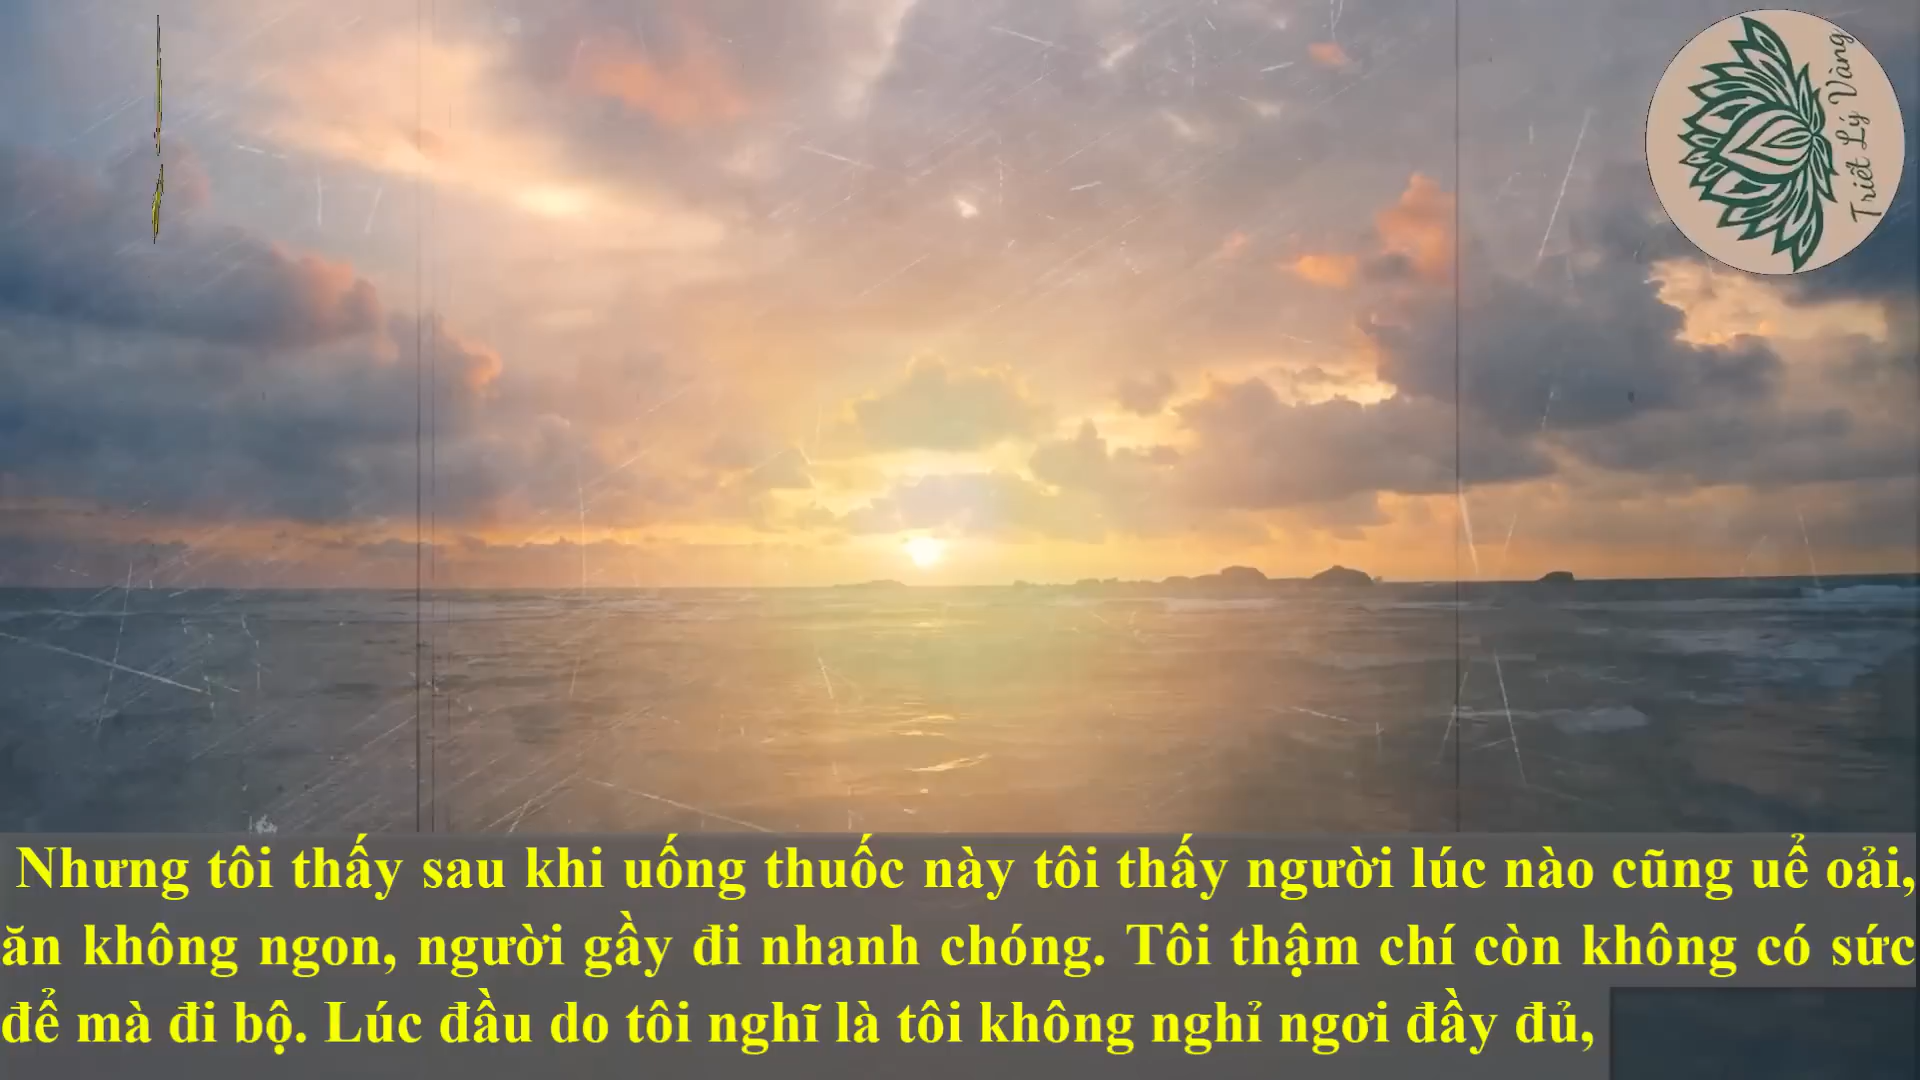 Triết Lý Vàng
Nhưng tôi thấy sau khi uống thuốc này tôi thấy người lúc nào cũng uể oải,
ăn không ngon, người gầy đi nhanh chóng. Tôi thậm chí còn không có sức
để mà đi bộ. Lúc đầu do tôi nghĩ là tôi không nghỉ ngơi đầy đủ,